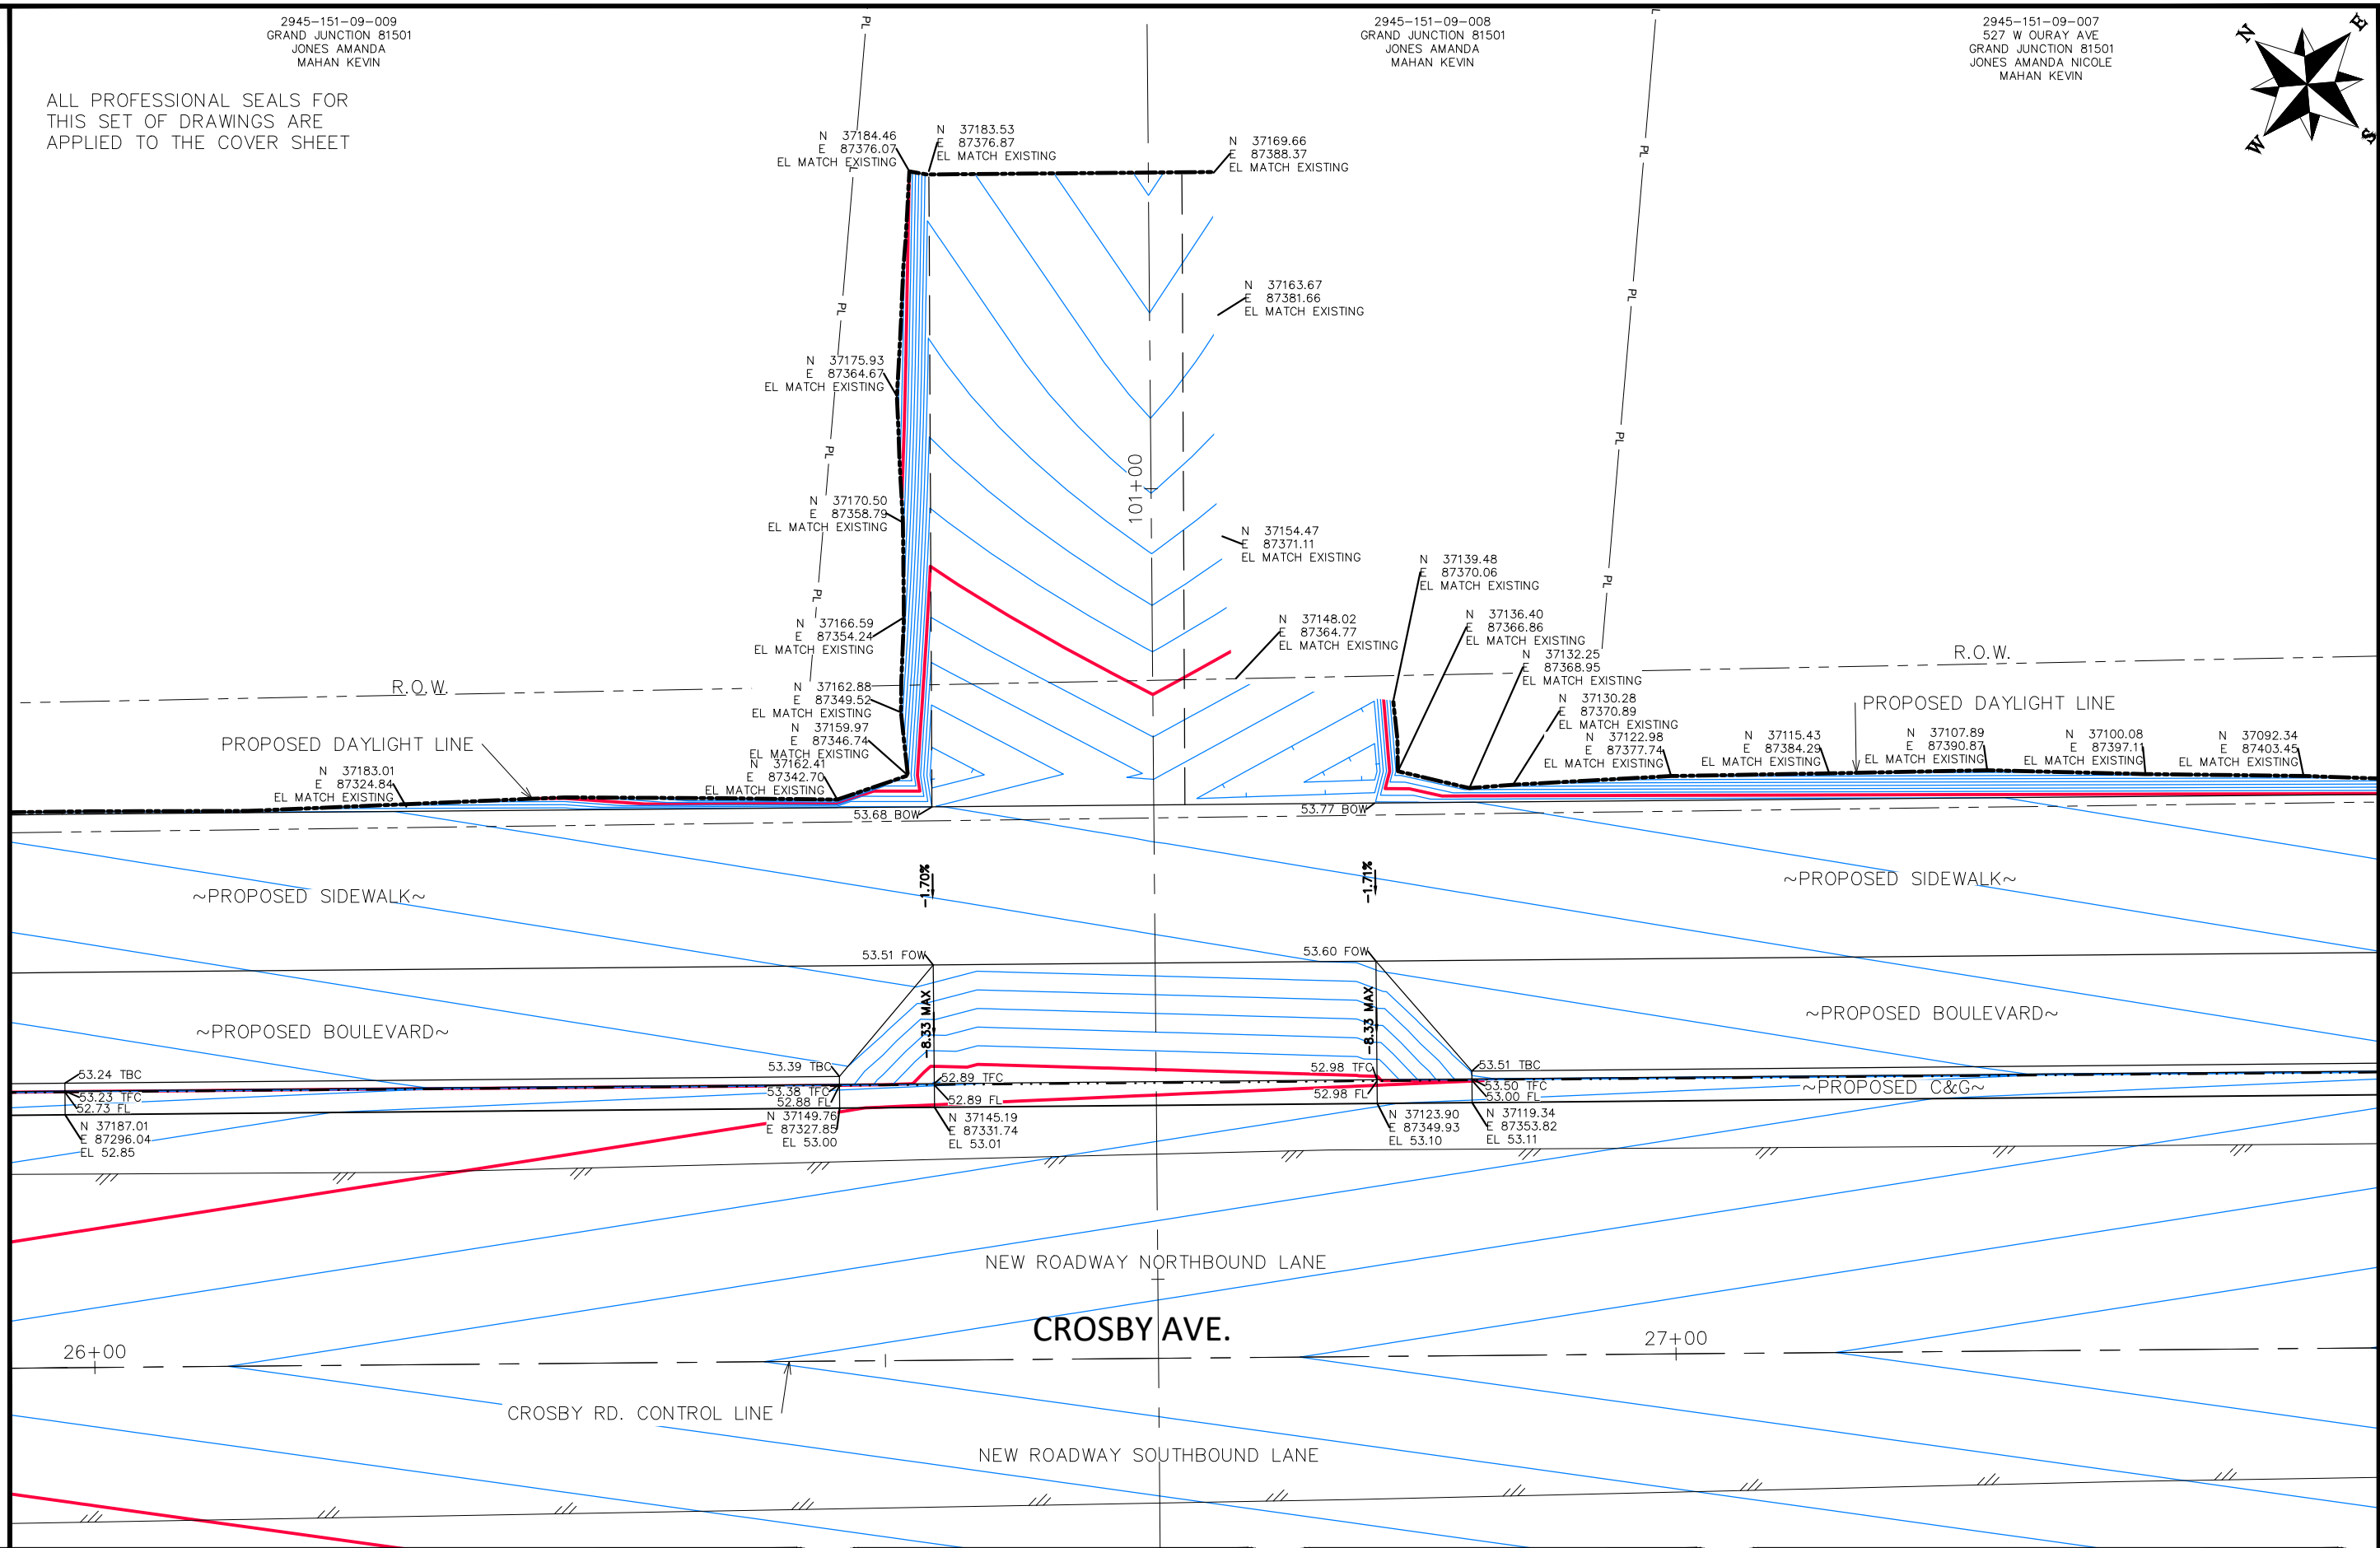 2945-151-09-009
GRAND JUNCTION 81501
JONES AMANDA
MAHAN KEVIN
2945-151-09-008
GRAND JUNCTION 81501
JONES AMANDA
MAHAN KEVIN
2945-151-09-007
527 W OURAY AVE
GRAND JUNCTION 81501
JONES AMANDA NICOLE
MAHAN KEVIN
N
E
S
W
ALL PROFESSIONAL SEALS FOR
THIS SET OF DRAWINGS ARE
APPLIED TO THE COVER SHEET
PL
L
N 37184.46
E 87376.07
EL MATCH EXISTING
N 37183.53
E 87376.87
EL MATCH EXISTING
N 37169.66
E 87388.37
EL MATCH EXISTING
L
PL
PL
PL
N 37163.67
E 87381.66
EL MATCH EXISTING
N 37175.93
E 87364.67
EL MATCH EXISTING
PL
PL
101+00
N 37170.50
E 87358.79
EL MATCH EXISTING
N 37154.47
E 87371.11
EL MATCH EXISTING
N 37139.48
E 87370.06
EL MATCH EXISTING
PL
PL
N 37166.59
E 87354.24
EL MATCH EXISTING
N 37148.02
E 87364.77
EL MATCH EXISTING
N 37136.40
E 87366.86
EL MATCH EXISTING
N 37132.25
E 87368.95
EL MATCH EXISTING
R.O.W.
R.O.W.
N 37162.88
E 87349.52
EL MATCH EXISTING
N 37130.28
E 87370.89
EL MATCH EXISTING
PROPOSED DAYLIGHT LINE
N 37159.97
E 87346.74
EL MATCH EXISTING
PROPOSED DAYLIGHT LINE
N 37122.98
E 87377.74
EL MATCH EXISTING
N 37115.43
E 87384.29
EL MATCH EXISTING
N 37107.89
E 87390.87
EL MATCH EXISTING
N 37100.08
E 87397.11
EL MATCH EXISTING
N 37092.34
E 87403.45
EL MATCH EXISTING
N 37183.01
E 87324.84
EL MATCH EXISTING
N 37162.41
E 87342.70
EL MATCH EXISTING
53.68 BOW
53.77 BOW
-1.70%
-1.71%
~PROPOSED SIDEWALK~
~PROPOSED SIDEWALK~
53.51 FOW
53.60 FOW
-8.33 MAX
-8.33 MAX
~PROPOSED BOULEVARD~
~PROPOSED BOULEVARD~
53.24 TBC
53.23 TFC
52.73 FL
53.39 TBC
53.38 TFC
52.88 FL
52.89 TFC
52.89 FL
52.98 TFC
52.98 FL
53.51 TBC
53.50 TFC
53.00 FL
~PROPOSED C&G~
N 37187.01
E 87296.04
EL 52.85
N 37149.76
E 87327.85
EL 53.00
N 37145.19
E 87331.74
EL 53.01
N 37123.90
E 87349.93
EL 53.10
N 37119.34
E 87353.82
EL 53.11
NEW ROADWAY NORTHBOUND LANE
CROSBY AVE.
26+00
27+00
CROSBY RD. CONTROL LINE
NEW ROADWAY SOUTHBOUND LANE